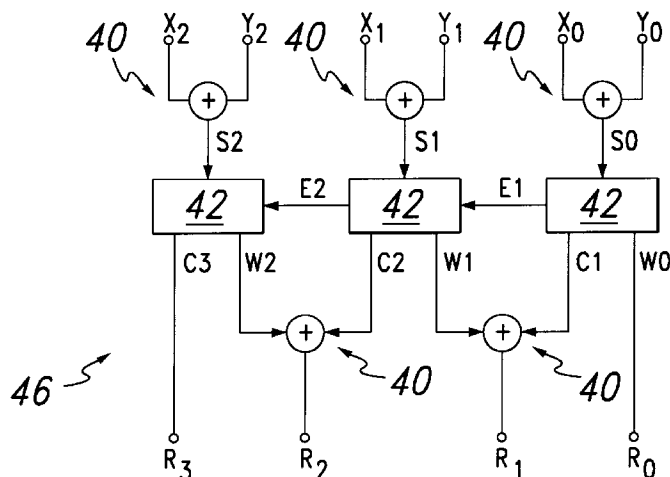 X2 Y2 X1 Y1 X0 Y0
40 40 40
+ + +
S2 S1 S0
42 E2 42 E1 42
C3 W2 C2 W1 C1 W0
+ +
46 40 40
R3 R2 R1 R0